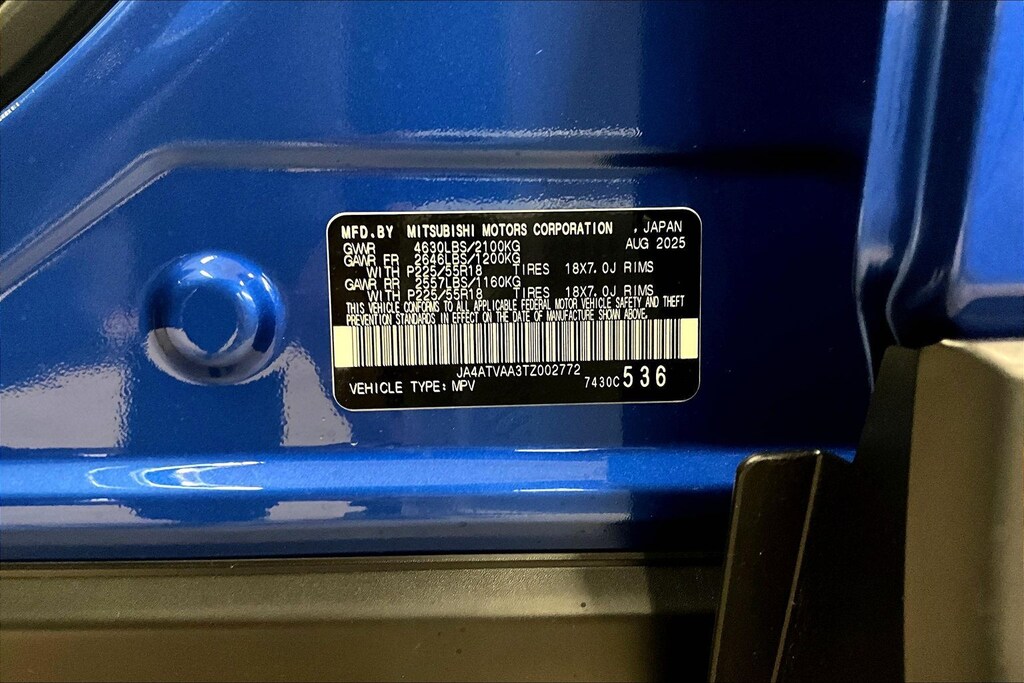 MFD.BY MITSUBISHI MOTORS CORPORATION , JAPAN
AUG 2025
GWWR 4630LBS/2100KG
GAWR FR 2646LBS/1200KG
WITH P225/55R18 TIRES 18X7.0J RIMS
GAWR RR 2557LBS/1160KG
WITH P225/55R18 TIRES 18X7.0J RIMS
THIS VEHICLE CONFORMS TO ALL APPLICABLE FEDERAL MOTOR VEHICLE SAFETY AND THEFT
PREVENTION STANDARDS IN EFFECT ON THE DATE OF MANUFACTURE SHOWN ABOVE.
JA4ATVAA3TZ002772
VEHICLE TYPE: MPV 7430C 536